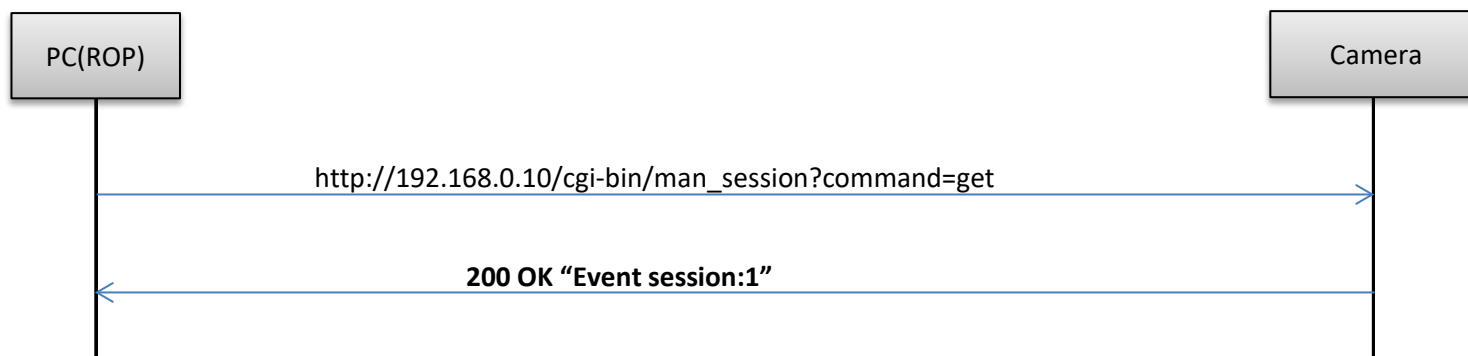 PC(ROP)
Camera
http://192.168.0.10/cgi-bin/man_session?command=get
200 OK “Event session:1”